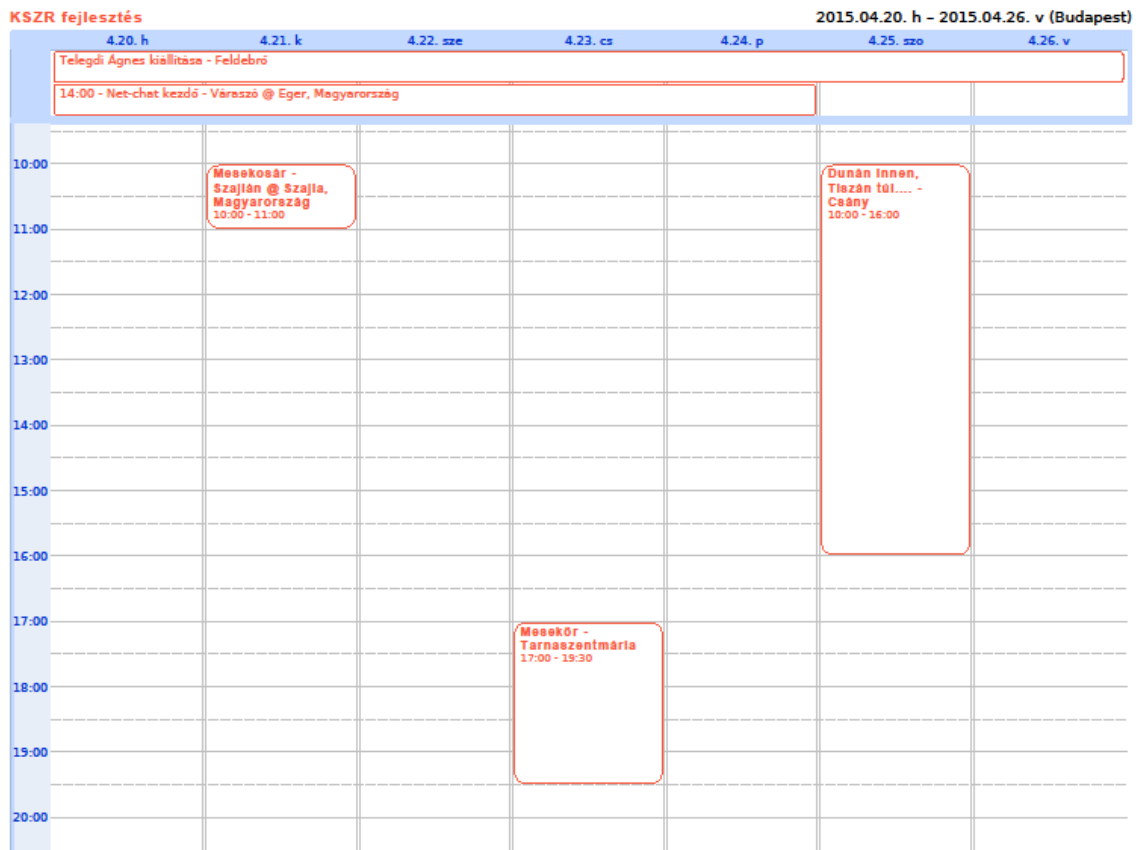 KSZR fejlesztés
2015.04.20. h – 2015.04.26. v (Budapest)
4.20. h 4.21. k 4.22. sze 4.23. cs 4.24. p 4.25. szo 4.26. v
Telegdi Ágnes kiállítása - Feldebrő
14:00 - Net-chat kezdő - Váraszó @ Eger, Magyarország
10:00
Mesekosár -
Szajlán @ Szajla,
Magyarország
10:00 - 11:00
Dunán innen,
Tiszán túl.... -
Csány
10:00 - 16:00
11:00
12:00
13:00
14:00
15:00
16:00
17:00
Mesekör -
Tarnaszentmária
17:00 - 19:30
18:00
19:00
20:00